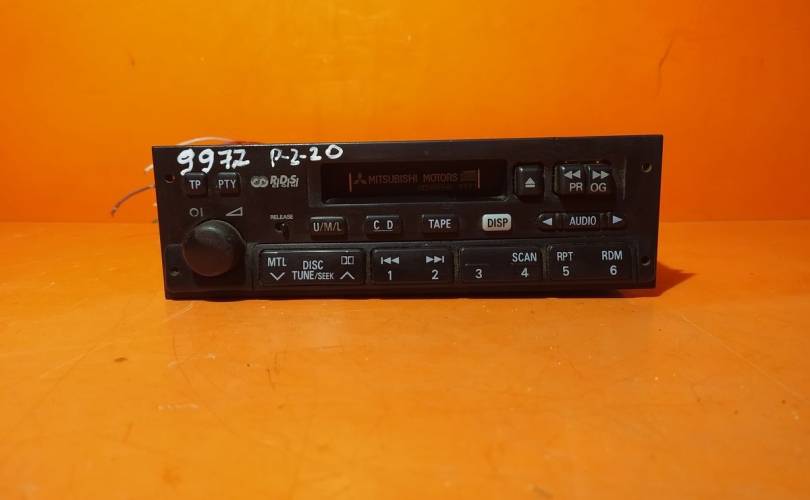 9972 P-2-20
TP PTY R.D.S MITSUBISHI MOTORS PR OG
RELEASE U/M/L CD TAPE DISP AUDIO
MTL DISC TUNE/SEEK 1 2 3 SCAN 4 RPT 5 RDM 6